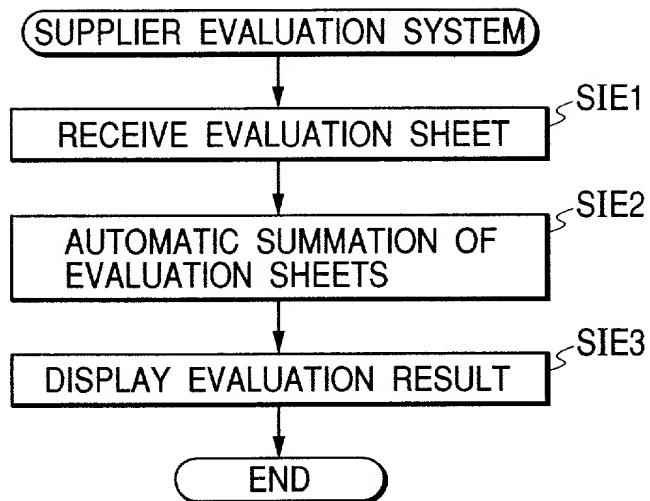 SUPPLIER EVALUATION SYSTEM
SIE1
RECEIVE EVALUATION SHEET
SIE2
AUTOMATIC SUMMATION OF
EVALUATION SHEETS
SIE3
DISPLAY EVALUATION RESULT
END